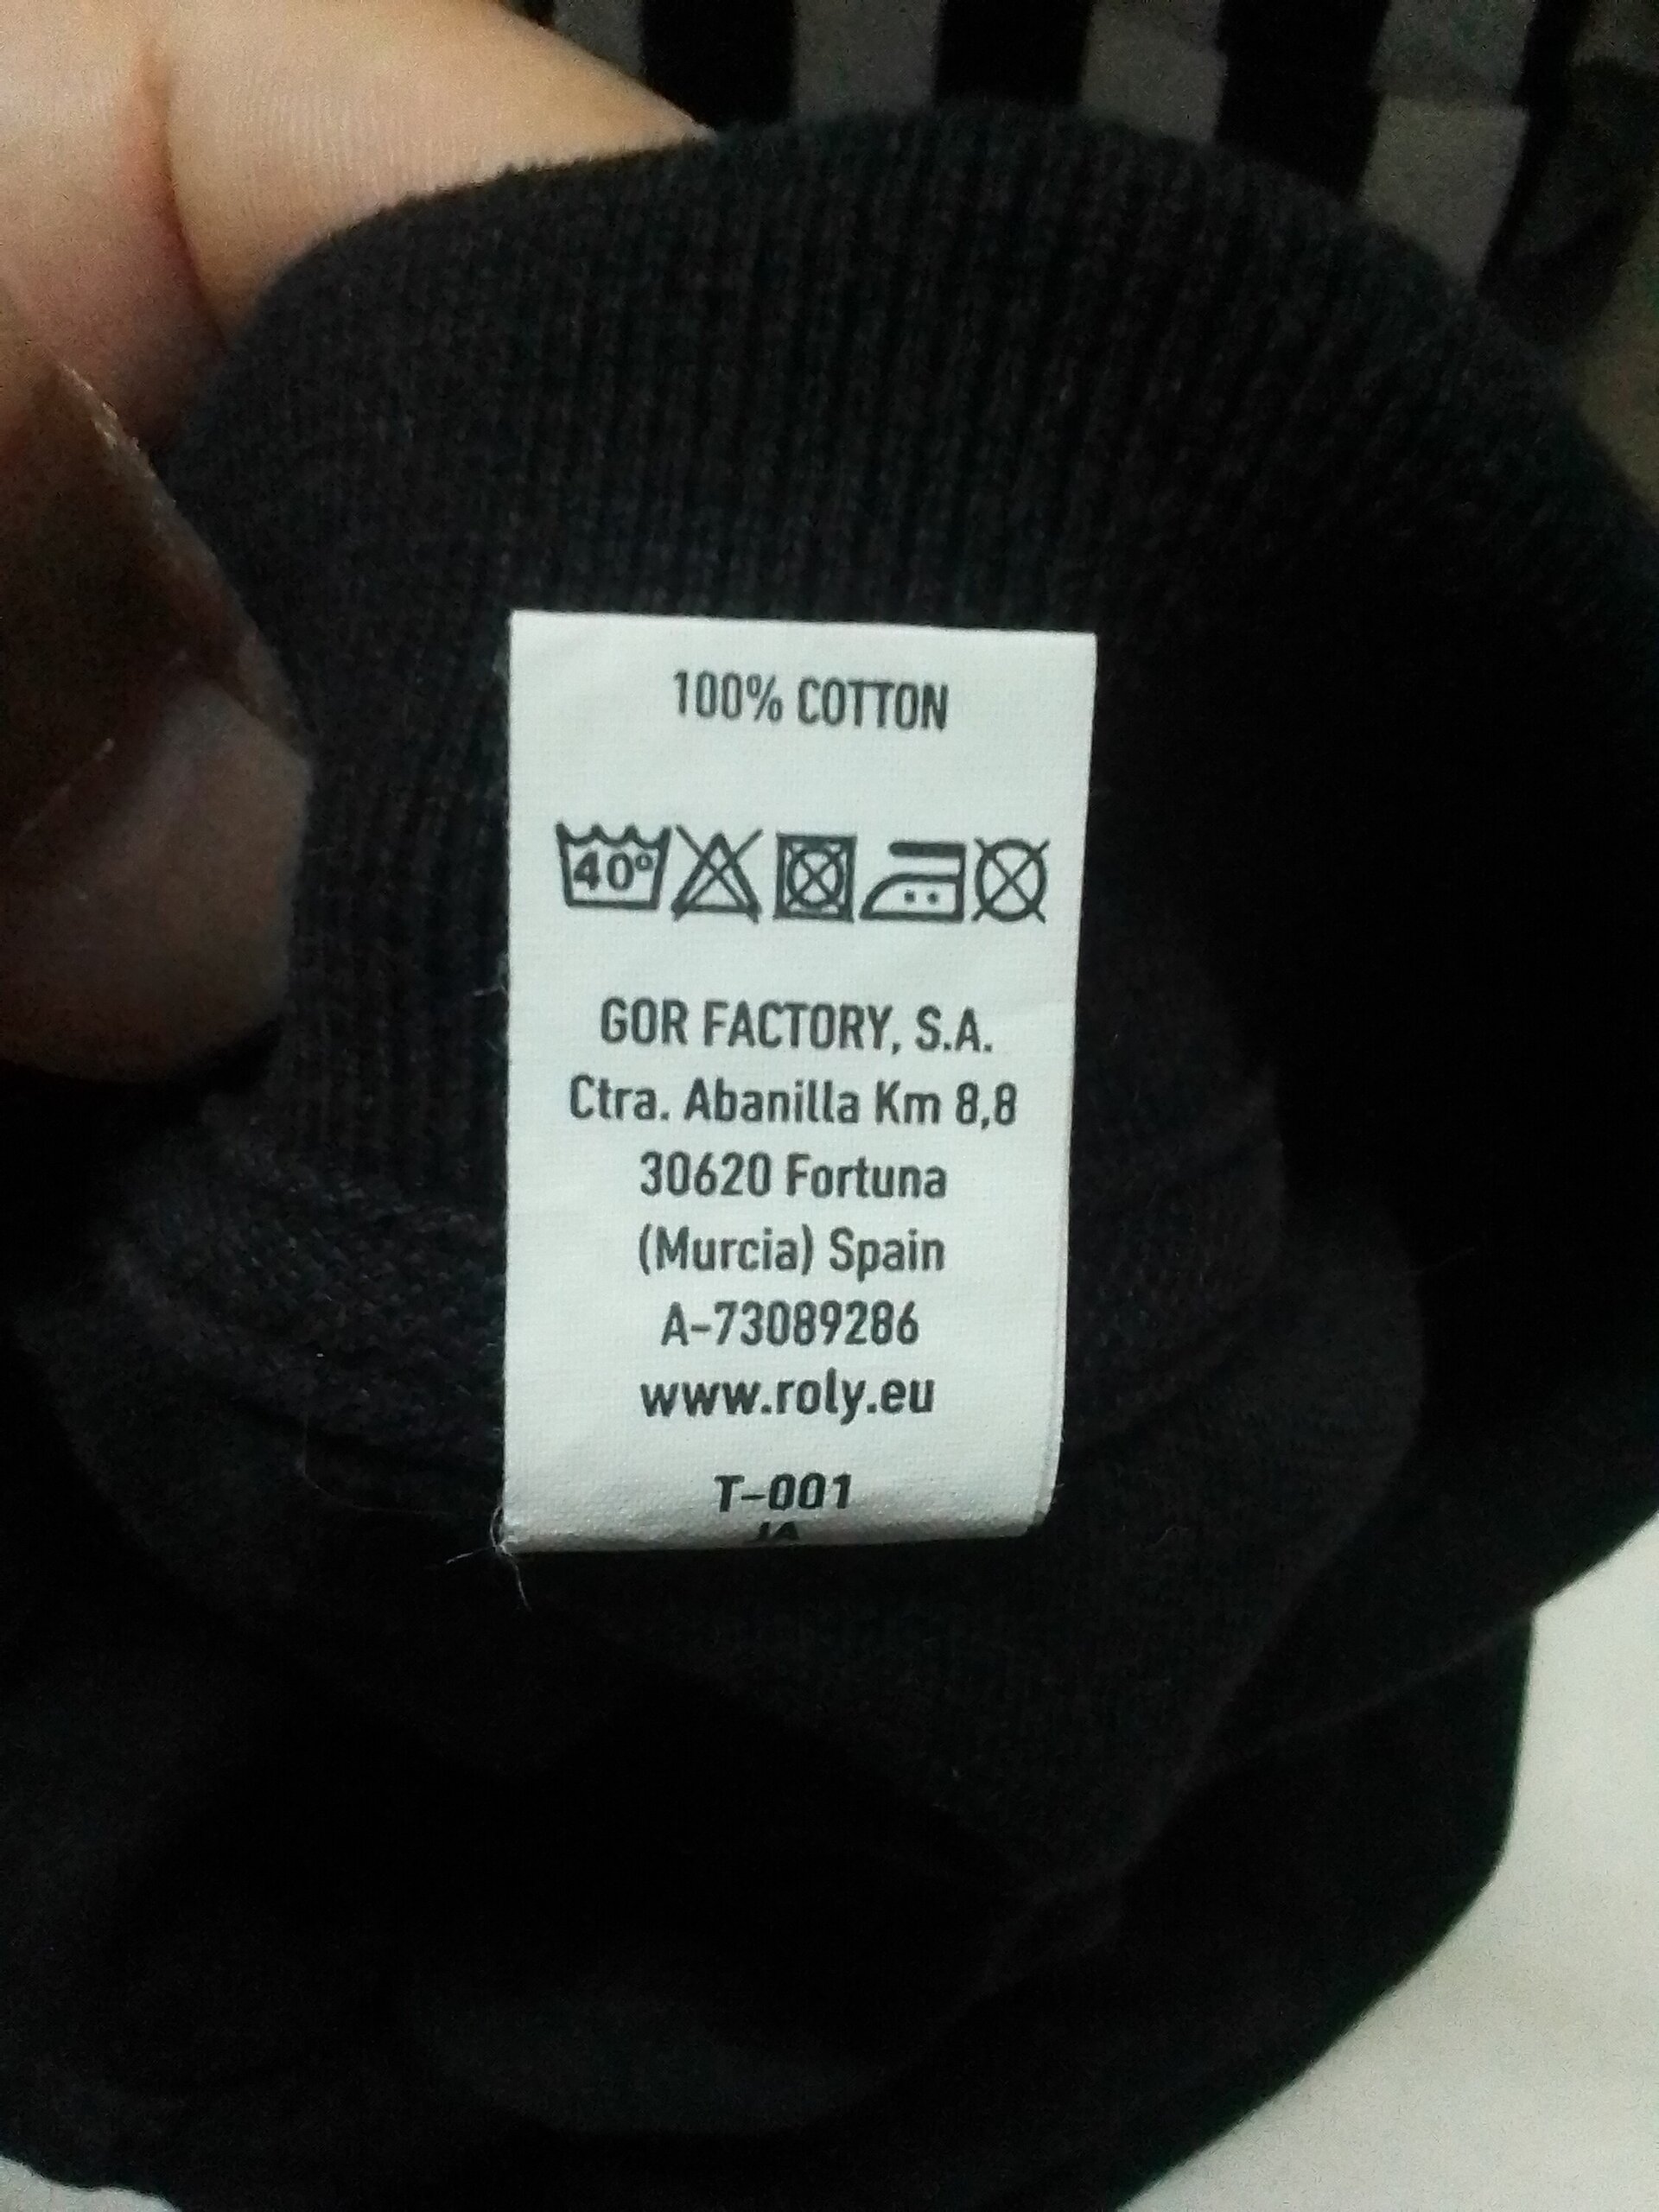 100% COTTON
40°
GOR FACTORY, S.A.
Ctra. Abanilla Km 8,8
30620 Fortuna
(Murcia) Spain
A-73089286
www.roly.eu
T-001